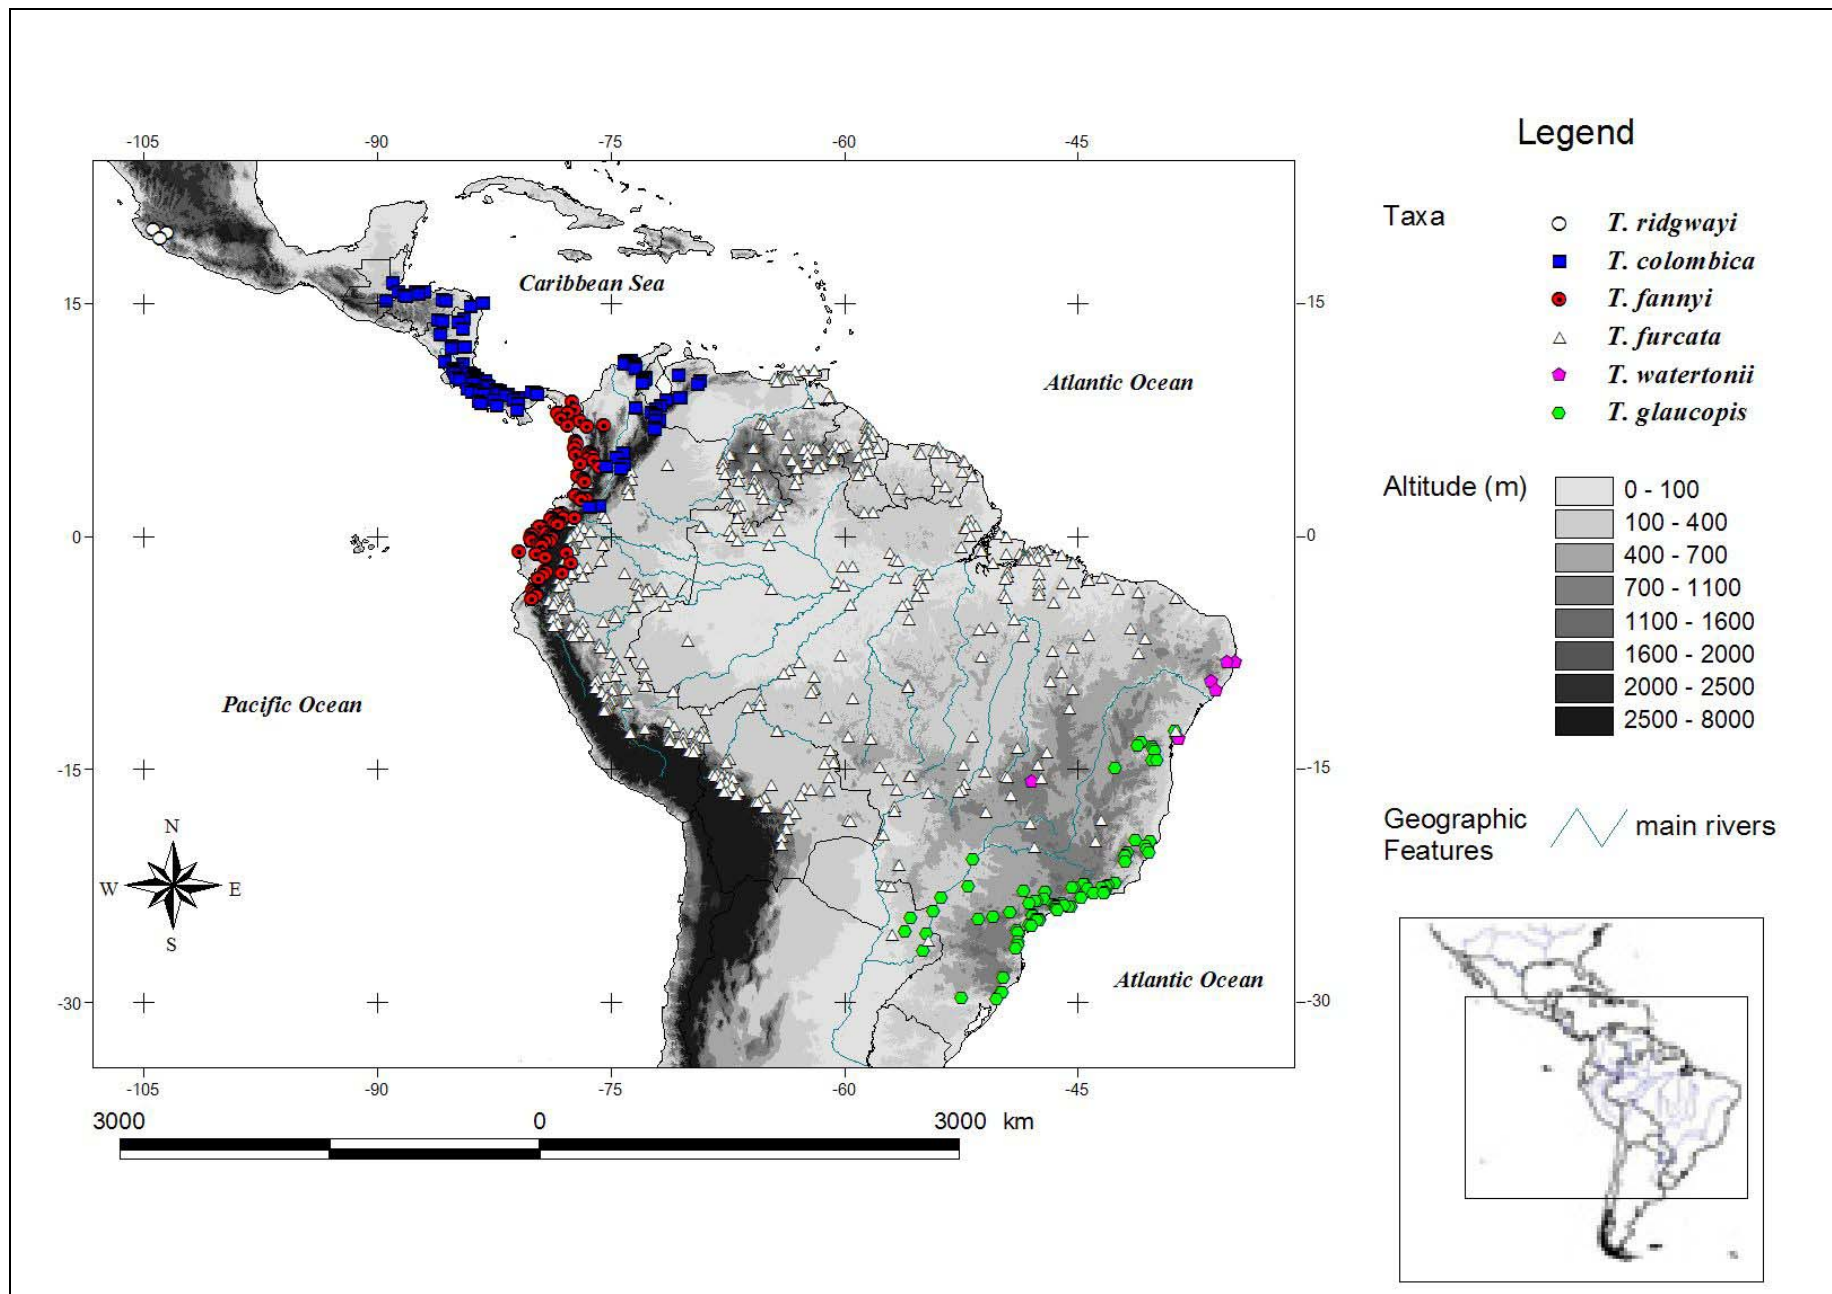 Legend
-105 -90 -75 -60 -45
Taxa
T. ridgwayi
T. colombica
T. fannyi
T. furcata
T. watertonii
T. glaucopis
Caribbean Sea
15 15
Atlantic Ocean
Altitude (m)
0 - 100
100 - 400
400 - 700
700 - 1100
1100 - 1600
1600 - 2000
2000 - 2500
2500 - 8000
0 0
Pacific Ocean
-15 -15
Geographic
Features
main rivers
N
W E
S
Atlantic Ocean
-30 -30
-105 -90 -75 -60 -45
3000 0 3000 km